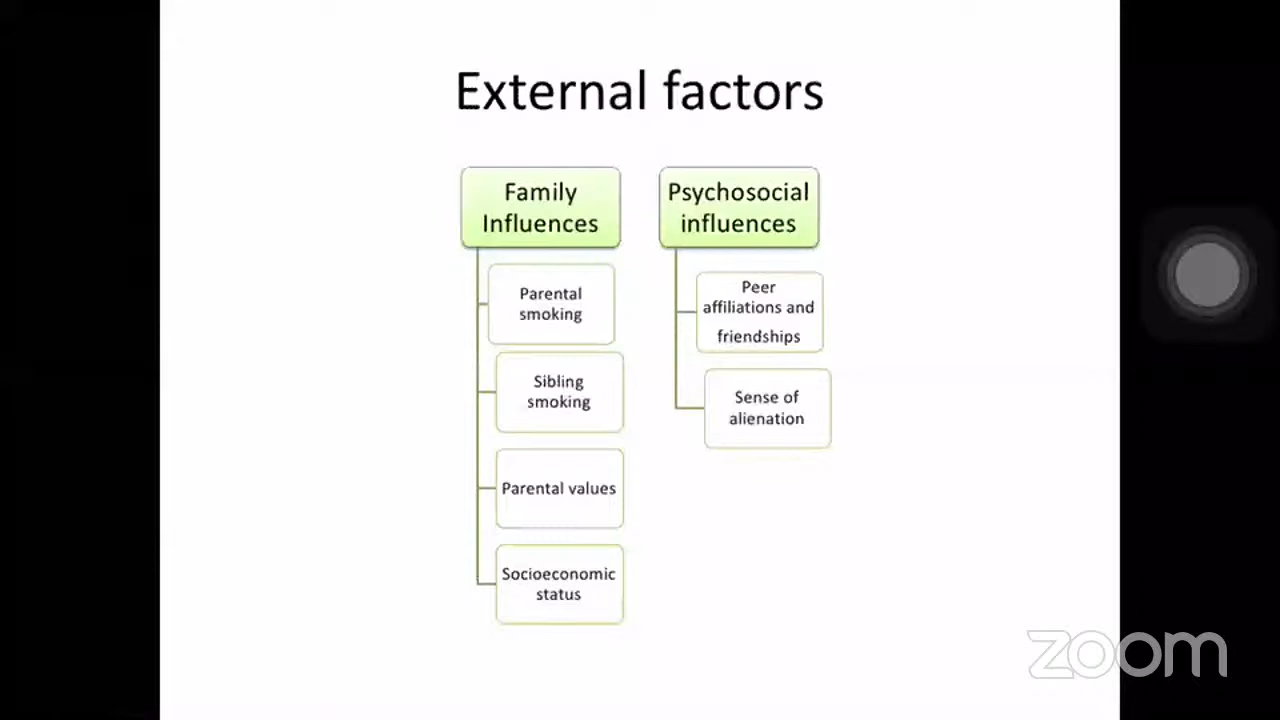 External factors
Family
Influences
Parental
smoking
Sibling
smoking
Parental values
Socioeconomic
status
Psychosocial
influences
Peer
affiliations and
friendships
Sense of
alienation
zoom